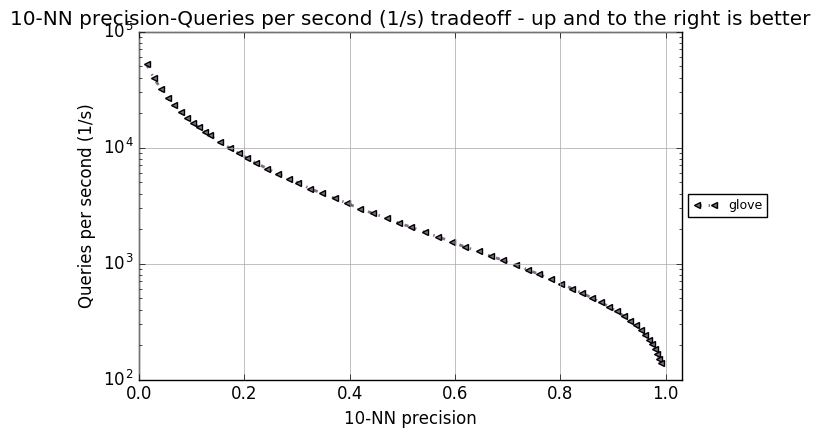 10-NN precision-Queries per second (1/s) tradeoff - up and to the right is better
10^5
10^4
10^3
10^2
Queries per second (1/s)
0.0 0.2 0.4 0.6 0.8 1.0
10-NN precision
glove